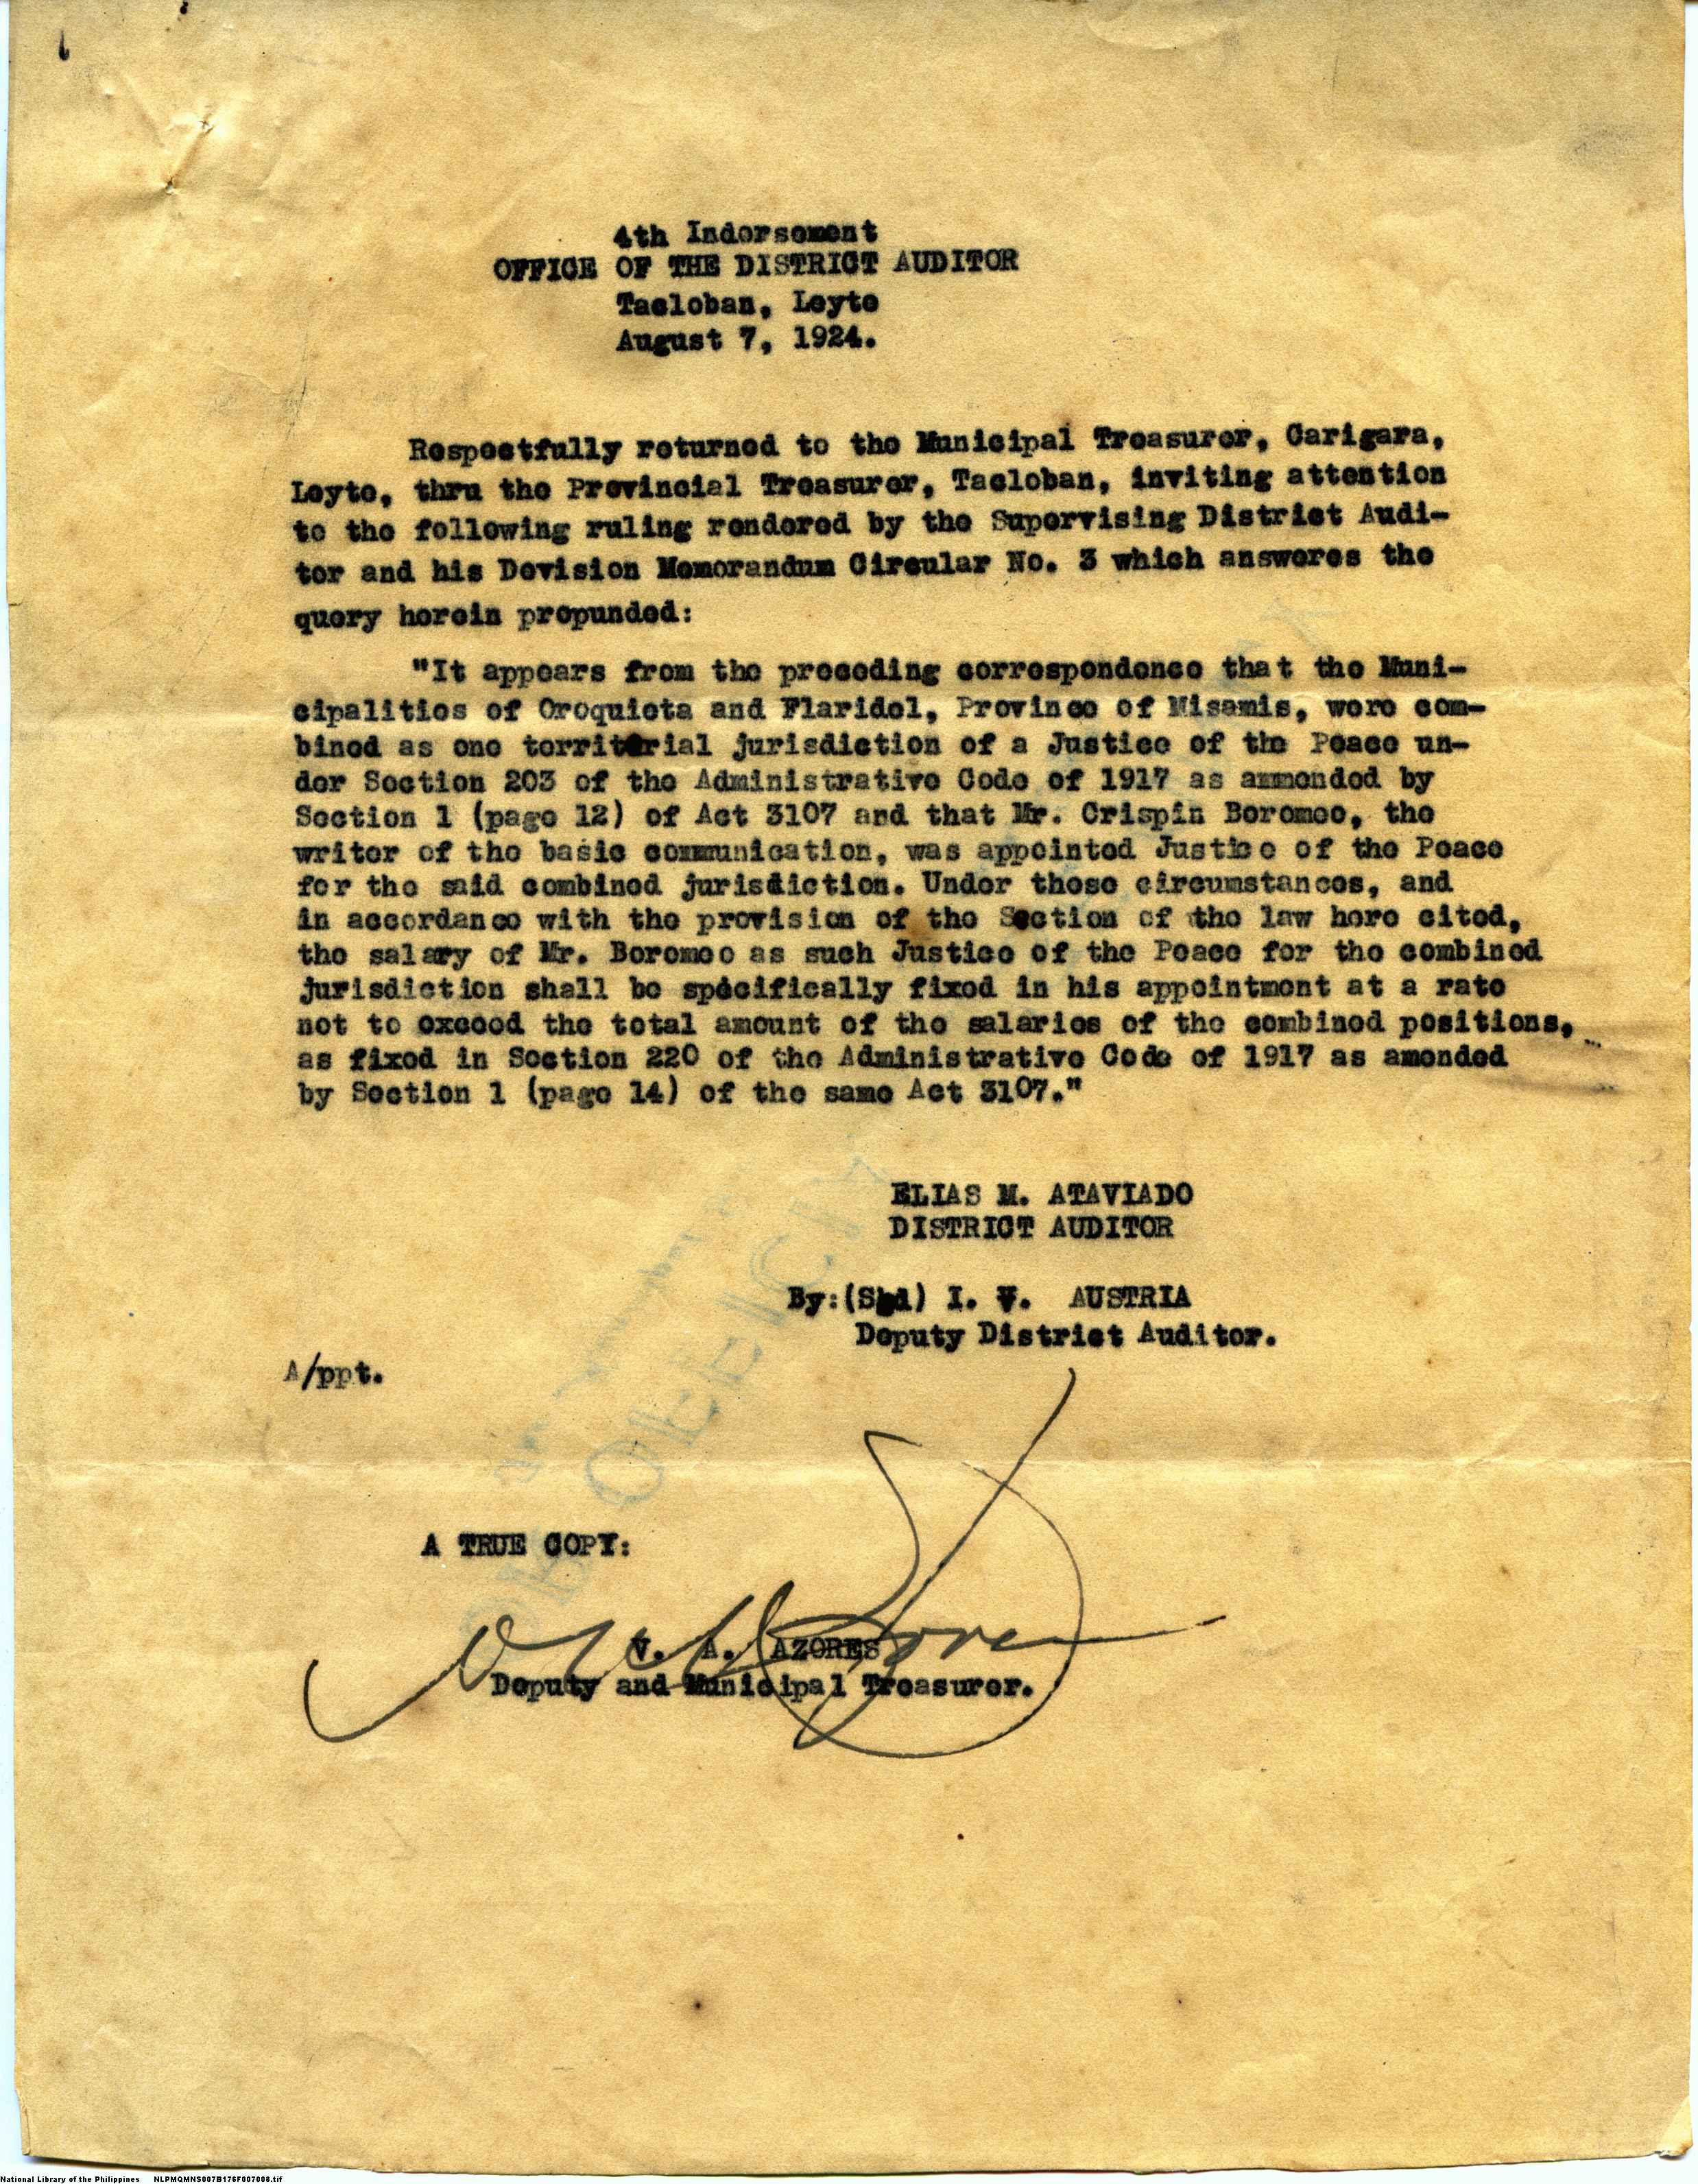 4th Indorsement
OFFICE OF THE DISTRICT AUDITOR
Tacloban, Leyte
August 7, 1924.
Respectfully returned to the Municipal Treasurer, Carigara,
Leyte, thru the Provincial Treasurer, Tacloban, inviting attention
to the following ruling rendered by the Supervising District Audi-
tor and his Devision Memorandum Circular No. 3 which answeres the
query herein propunded:
"It appears from the preceding correspondence that the Muni-
cipalities of Oroquieta and Flaridel, Province of Misamis, were com-
bined as one territorial jurisdiction of a Justice of the Peace un-
der Section 203 of the Administrative Code of 1917 as ammended by
Section 1 (page 12) of Act 3107 and that Mr. Crispin Boromeo, the
writer of the basic communication, was appointed Justice of the Peace
for the said combined jurisdiction. Under these circumstances, and
in accordance with the provision of the Section of the law here cited,
the salary of Mr. Boromeo as such Justice of the Peace for the combined
jurisdiction shall be specifically fixed in his appointment at a rate
not to exceed the total amount of the salaries of the combined positions,
as fixed in Section 220 of the Administrative Code of 1917 as amended
by Section 1 (page 14) of the same Act 3107."
ELIAS M. ATAVIADO
DISTRICT AUDITOR
By:(Sgd) I. V. AUSTRIA
Deputy District Auditor.
A/ppt.
A TRUE COPY:
V. A. AZORES
Deputy and Municipal Treasurer.
National Library of the Philippines NLPMQMNS007B176F007008.tif